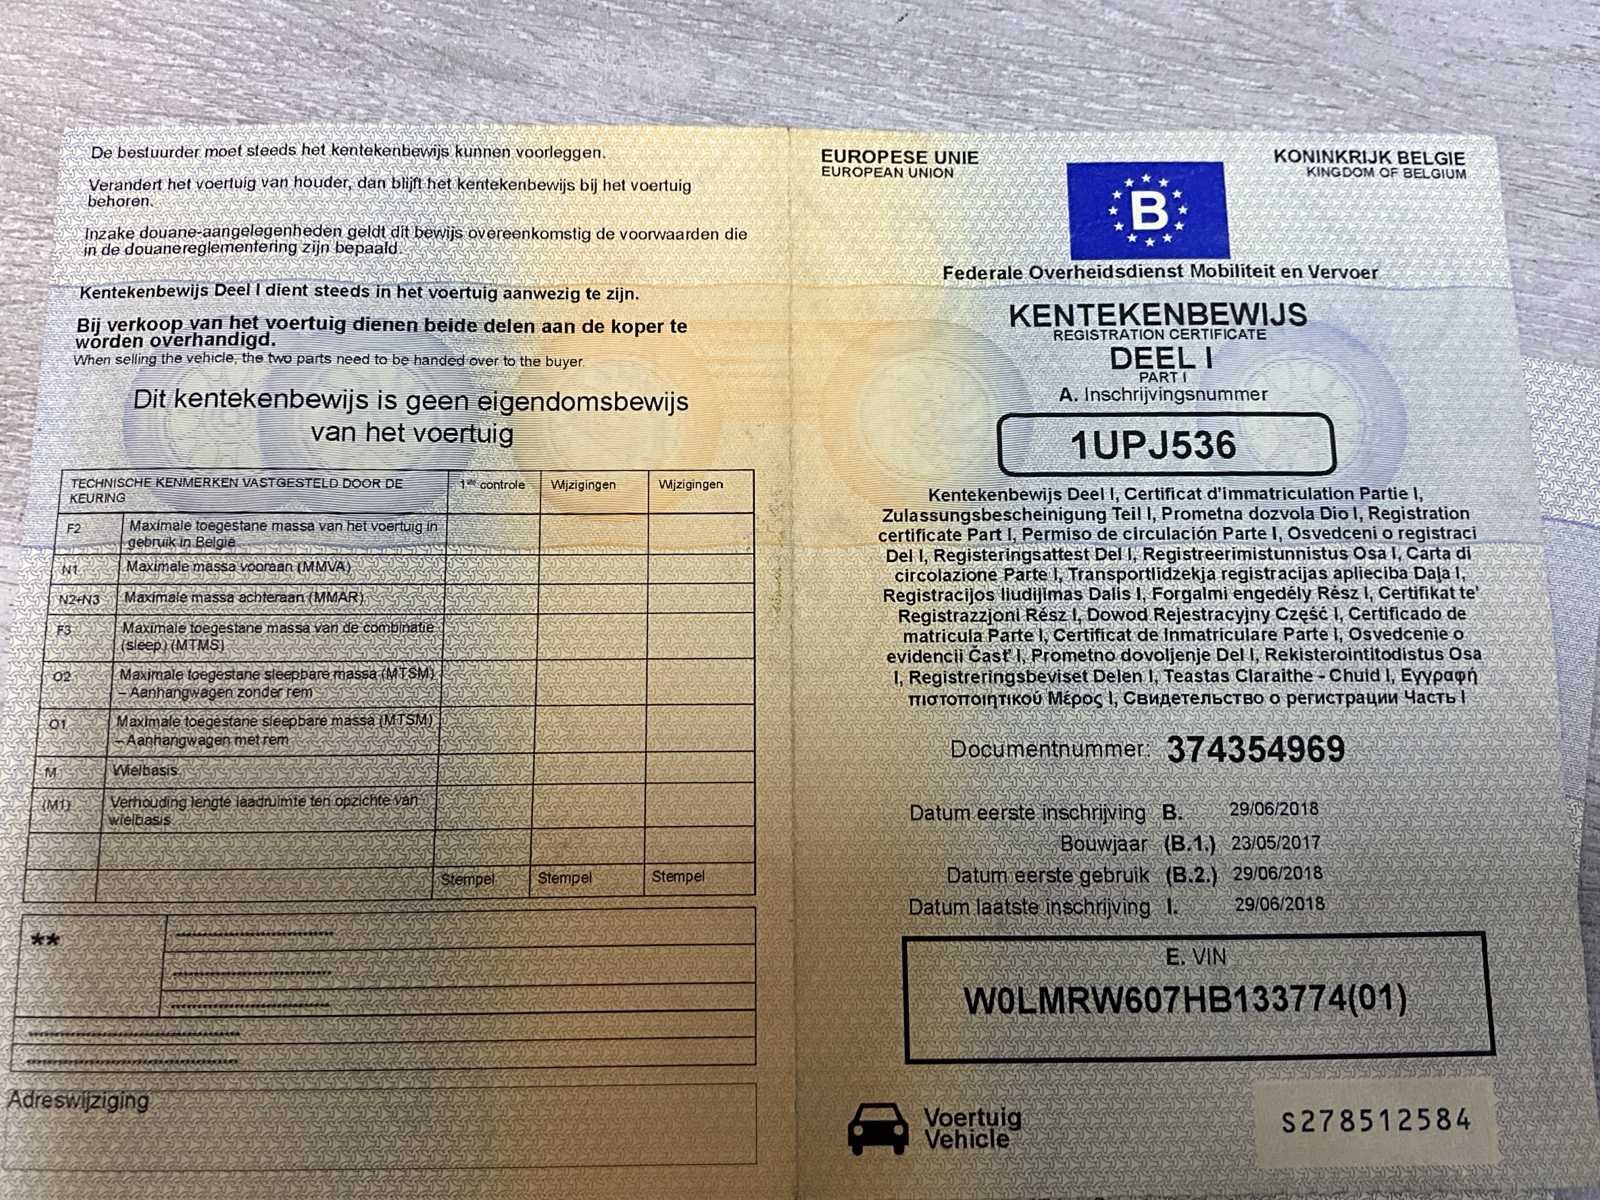 De bestuurder moet steeds het kentekenbewijs kunnen voorleggen.
Verandert het voertuig van houder, dan blijft het kentekenbewijs bij het voertuig
behoren.
Inzake douane-aangelegenheden geldt dit bewijs overeenkomstig de voorwaarden die
in de douanereglementering zijn bepaald.
Kentekenbewijs Deel I dient steeds in het voertuig aanwezig te zijn.
Bij verkoop van het voertuig dienen beide delen aan de koper te
worden overhandigd.
When selling the vehicle, the two parts need to be handed over to the buyer.
Dit kentekenbewijs is geen eigendomsbewijs
van het voertuig
TECHNISCHE KENMERKEN VASTGESTELD DOOR DE
KEURING
1ste controle
Wijzigingen
Wijzigingen
F2 Maximale toegestane massa van het voertuig in
gebruik in België
N1 Maximale massa vooraan (MMVA)
N2+N3 Maximale massa achteraan (MMAR)
F3 Maximale toegestane massa van de combinatie
(sleep) (MTMS)
O2 Maximale toegestane sleepbare massa (MTSM)
– Aanhangwagen zonder rem
O1 Maximale toegestane sleepbare massa (MTSM)
– Aanhangwagen met rem
M Wielbasis
(M1) Verhouding lengte laadruimte ten opzichte van
wielbasis
Stempel Stempel Stempel
**
Adreswijziging
EUROPESE UNIE
EUROPEAN UNION
B
KONINKRIJK BELGIE
KINGDOM OF BELGIUM
Federale Overheidsdienst Mobiliteit en Vervoer
KENTEKENBEWIJS
REGISTRATION CERTIFICATE
DEEL I
PART I
A. Inschrijvingsnummer
1UPJ536
Kentekenbewijs Deel I, Certificat d'immatriculation Partie I,
Zulassungsbescheinigung Teil I, Prometna dozvola Dio I, Registration
certificate Part I, Permiso de circulación Parte I, Osvedceni o registraci
Del I, Registeringsattest Del I, Registreerimistunnistus Osa I, Carta di
circolazione Parte I, Transportlidzekja registracijas aplieciba Daļa I,
Registracijos liudijimas Dalis I, Forgalmi engedély Rész I, Certifikat te'
Registrazzjoni Rész I, Dowod Rejestracyjny Część I, Certificado de
matricula Parte I, Certificat de Inmatriculare Parte I, Osvedcenie o
evidencii Časť I, Prometno dovoljenje Del I, Rekisterointitodistus Osa
I, Registreringsbeviset Delen I, Teastas Claraithe - Chuid I, Εγγραφή
πιστοποιητικού Μέρος I, Свидетельство о регистрации Часть I
Documentnummer: 374354969
Datum eerste inschrijving B. 29/06/2018
Bouwjaar (B.1.) 23/05/2017
Datum eerste gebruik (B.2.) 29/06/2018
Datum laatste inschrijving I. 29/06/2018
E. VIN
W0LMRW607HB133774(01)
Voertuig
Vehicle
S278512584